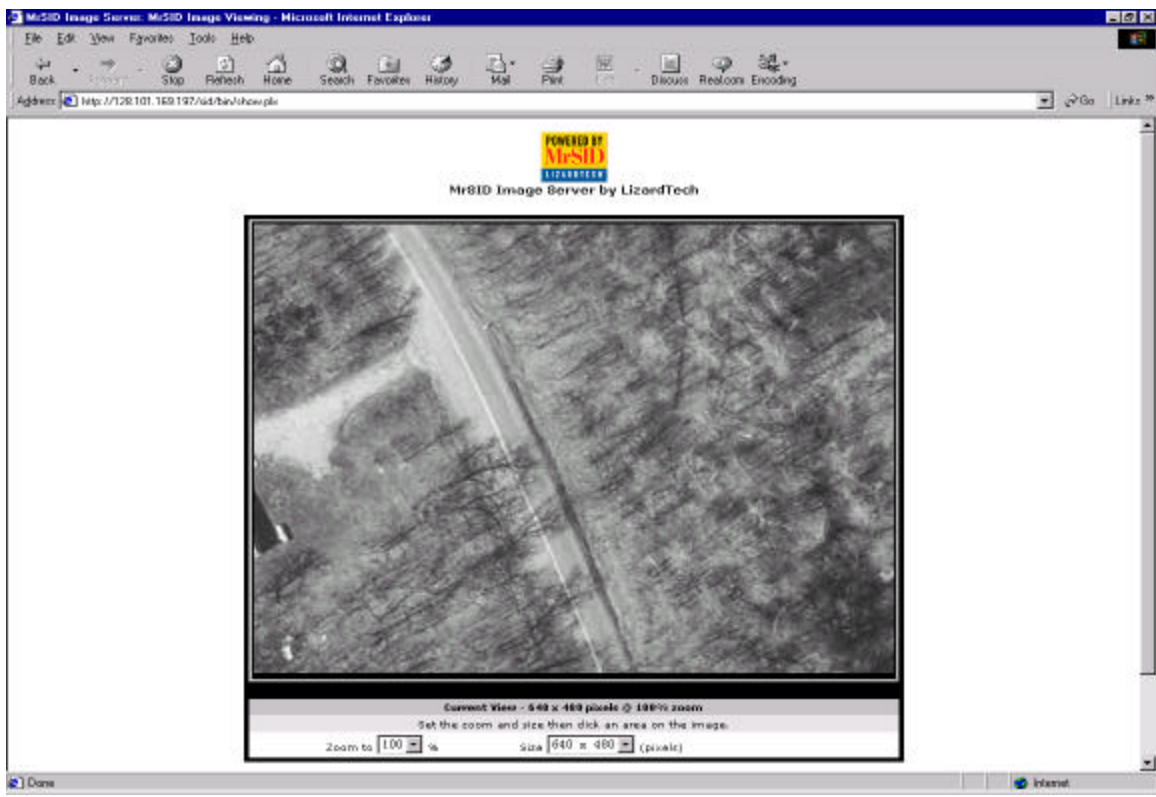 MrSID Image Server: MrSID Image Viewing - Microsoft Internet Explorer
File Edit View Favorites Tools Help
Back Forward Stop Refresh Home Search Favorites History Mail Print Edit Discuss Real.com Encoding
Address http://128.101.169.197/sid/bin/show.plx Go Links »
POWERED BY
MrSID
LIZARDTECH
MrSID Image Server by LizardTech
Current View - 640 x 480 pixels @ 100% zoom
Set the zoom and size then click an area on the image.
Zoom to 100 % Size 640 x 480 (pixels)
Done Internet